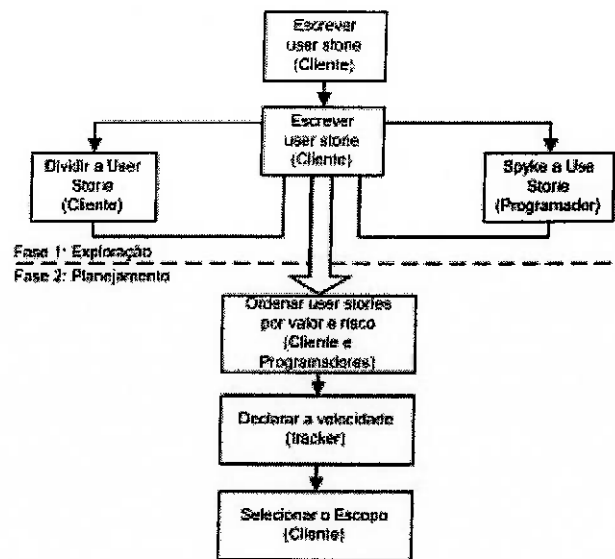 Escrever
user storie
(Cliente)
Escrever
user storie
(Cliente)
Dividir a User
Storie
(Cliente)
Spyke a Use
Storie
(Programador)
Fase 1: Exploração
Fase 2: Planejamento
Ordenar user stories
por valor e risco
(Cliente e
Programadores)
Declarar a velocidade
(tracker)
Selecionar o Escopo
(Cliente)